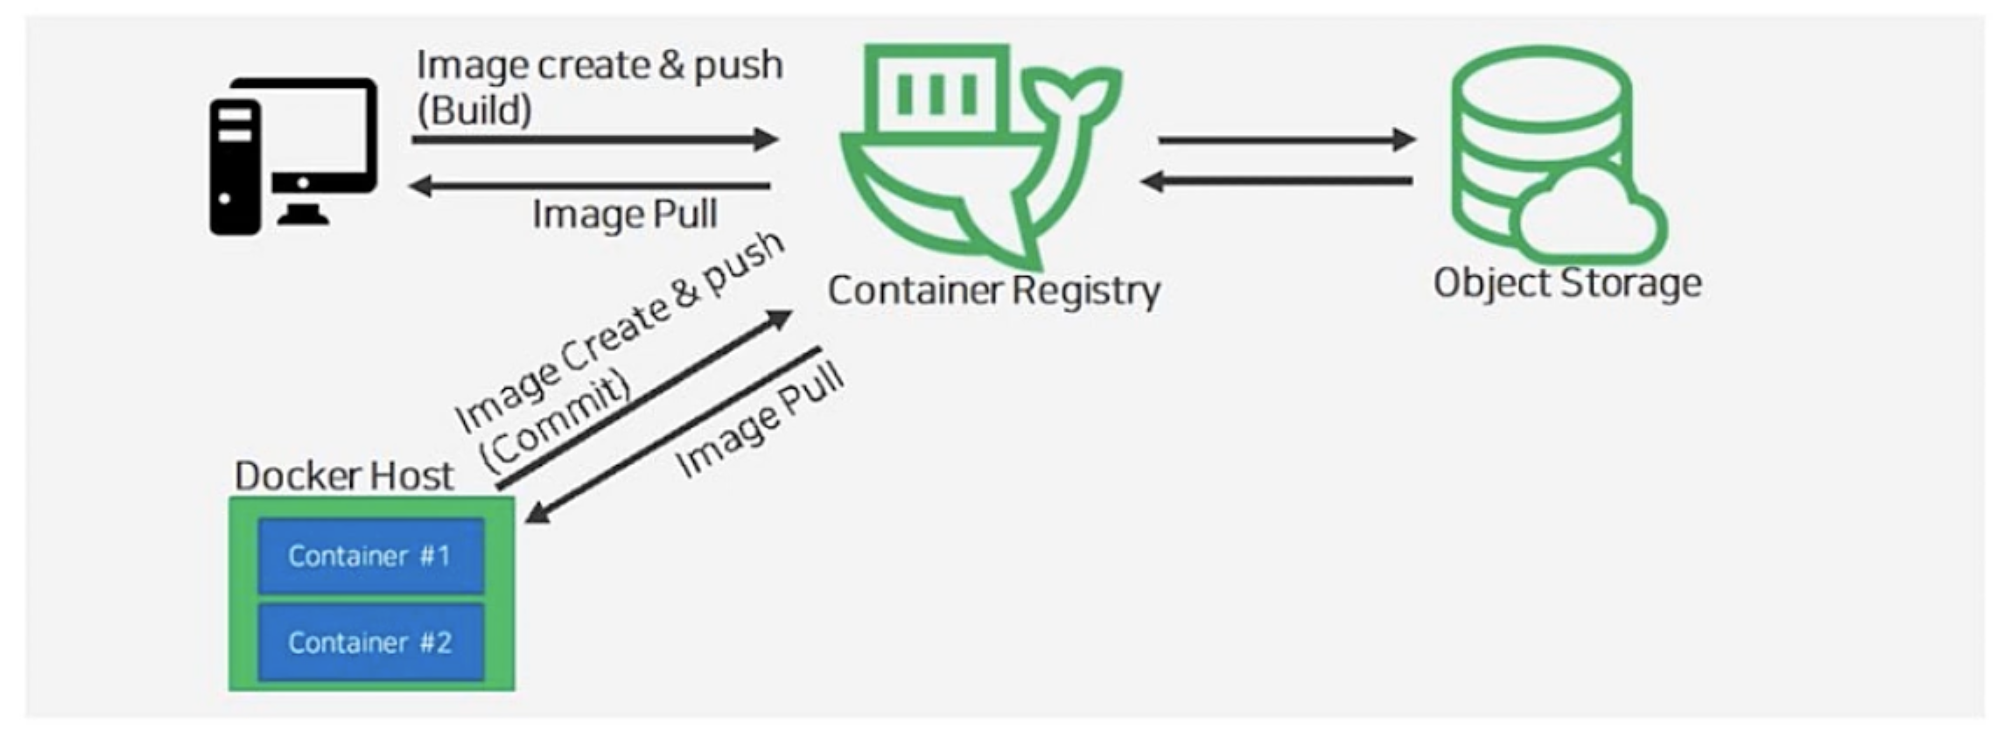 Image create & push
(Build)
Image Pull
Container Registry
Object Storage
Image Create & push
(Commit)
Image Pull
Docker Host
Container #1
Container #2